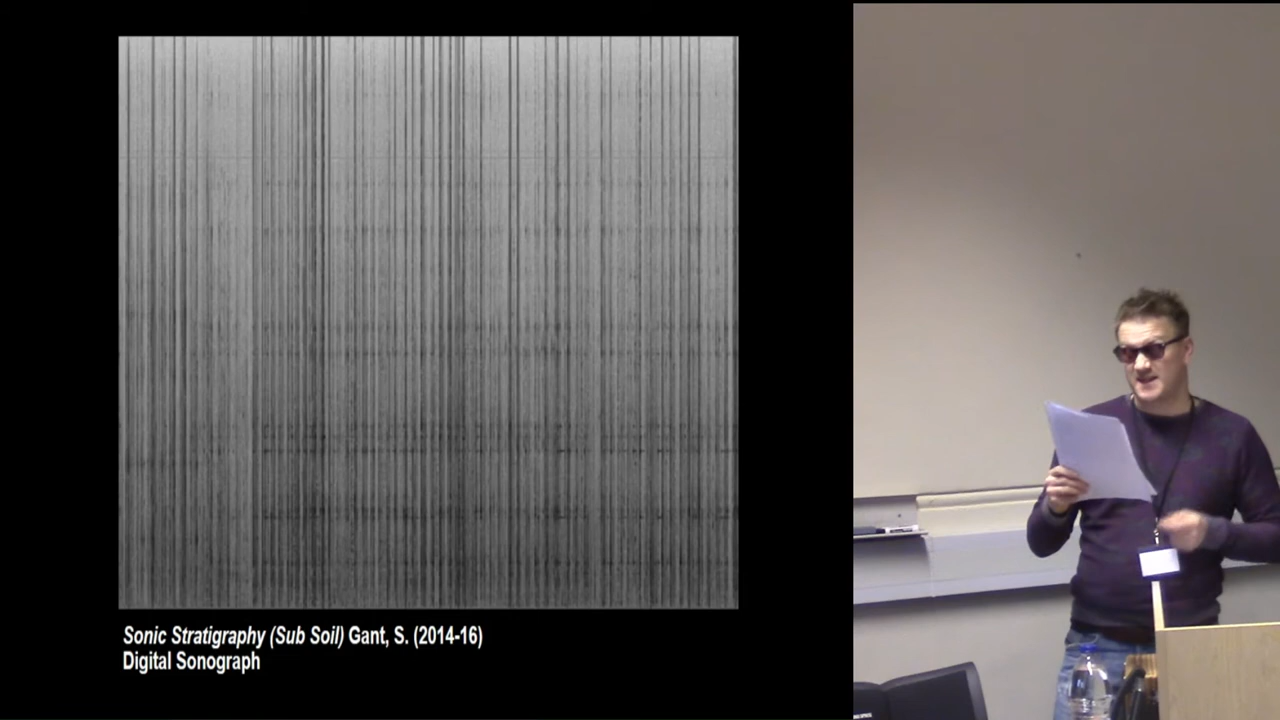 Sonic Stratigraphy (Sub Soil) Gant, S. (2014-16)
Digital Sonograph